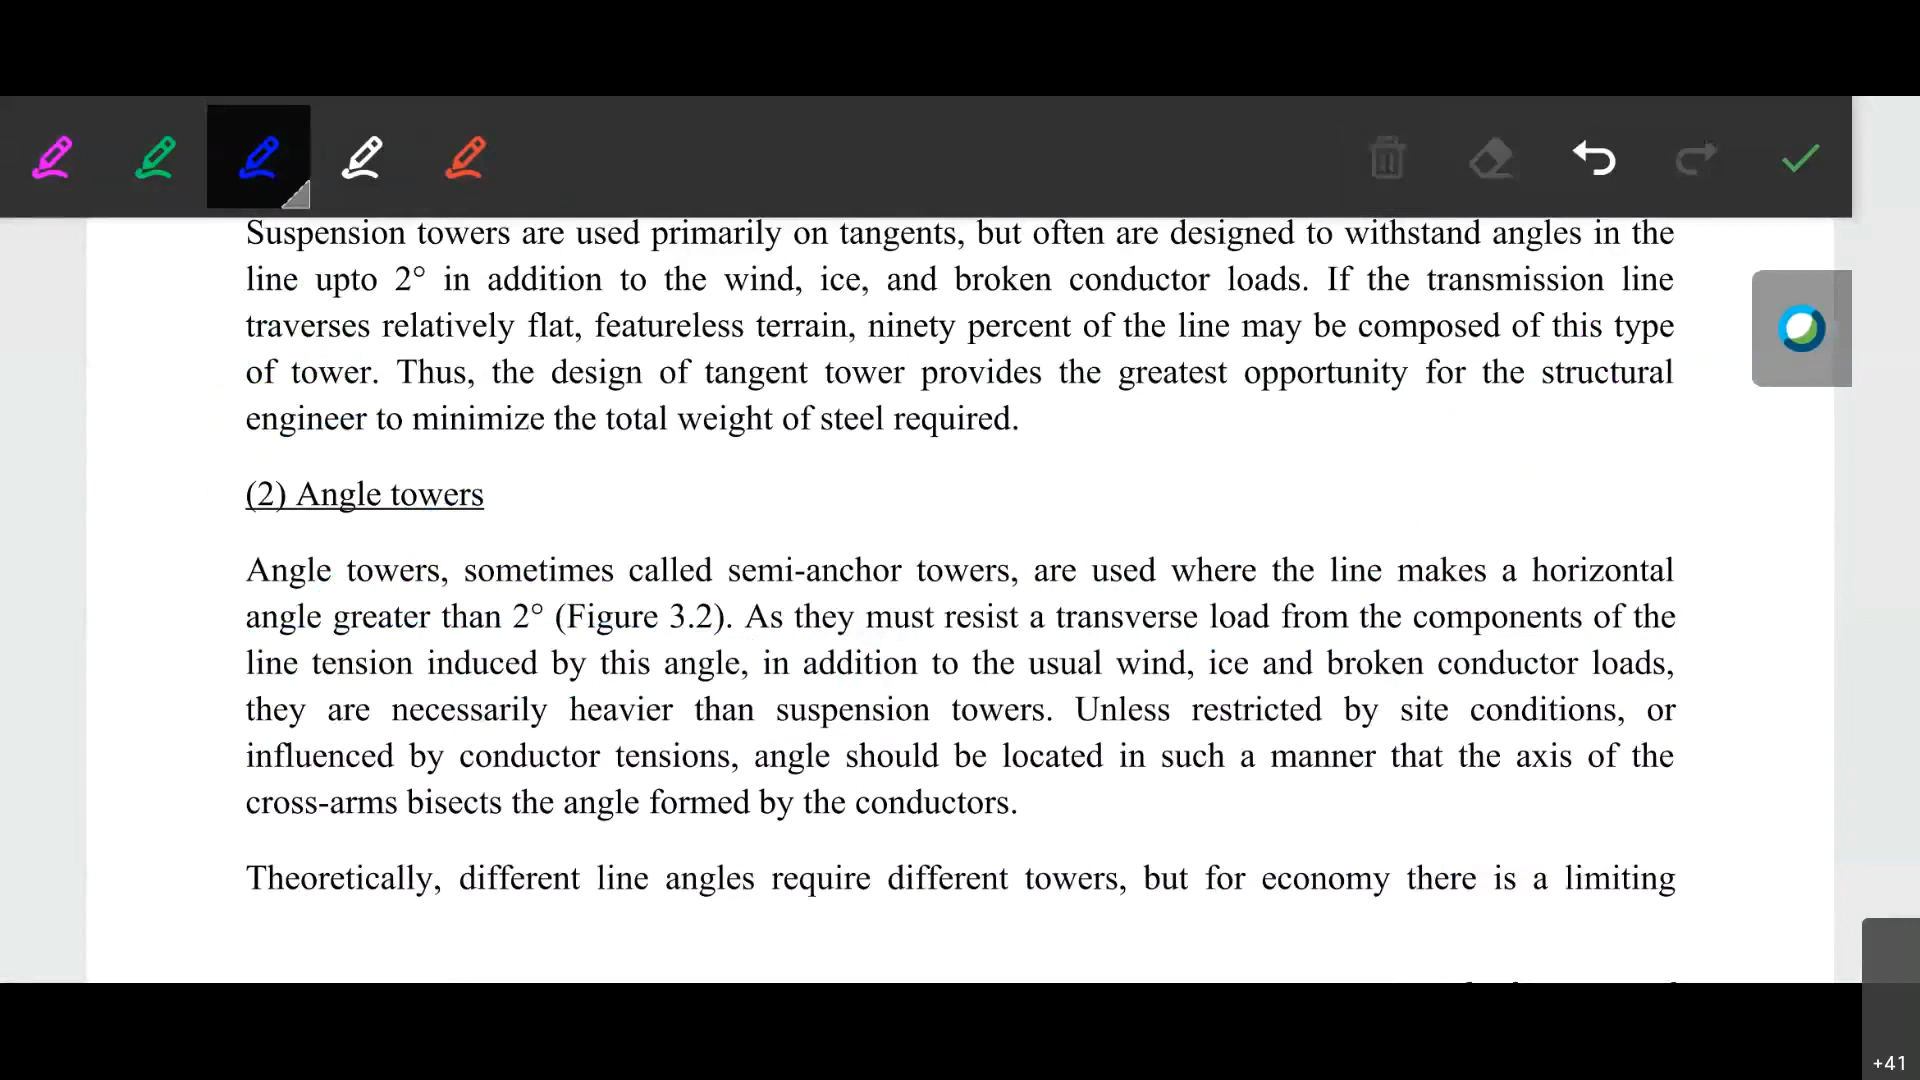 Suspension towers are used primarily on tangents, but often are designed to withstand angles in the
line upto 2° in addition to the wind, ice, and broken conductor loads. If the transmission line
traverses relatively flat, featureless terrain, ninety percent of the line may be composed of this type
of tower. Thus, the design of tangent tower provides the greatest opportunity for the structural
engineer to minimize the total weight of steel required.
(2) Angle towers
Angle towers, sometimes called semi-anchor towers, are used where the line makes a horizontal
angle greater than 2° (Figure 3.2). As they must resist a transverse load from the components of the
line tension induced by this angle, in addition to the usual wind, ice and broken conductor loads,
they are necessarily heavier than suspension towers. Unless restricted by site conditions, or
influenced by conductor tensions, angle should be located in such a manner that the axis of the
cross-arms bisects the angle formed by the conductors.
Theoretically, different line angles require different towers, but for economy there is a limiting
+41